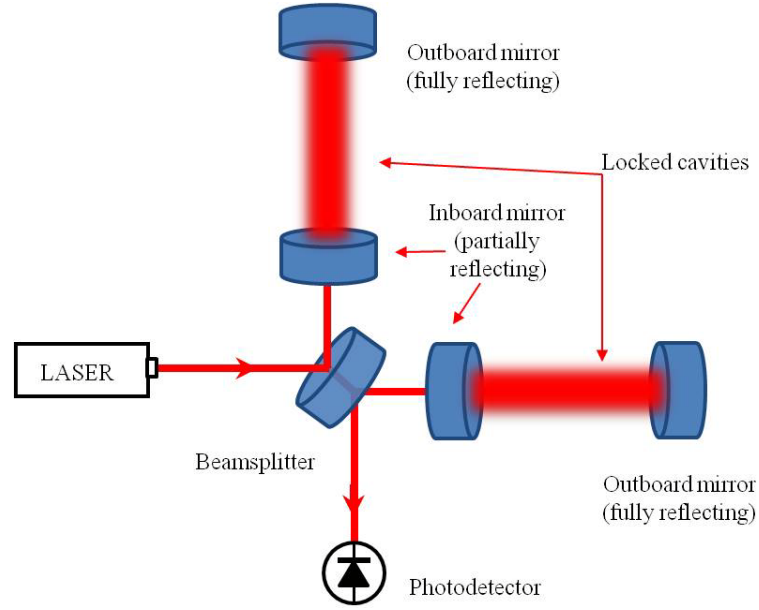 Outboard mirror
(fully reflecting)
Locked cavities
Inboard mirror
(partially
reflecting)
LASER
Beamsplitter
Outboard mirror
(fully reflecting)
Photodetector